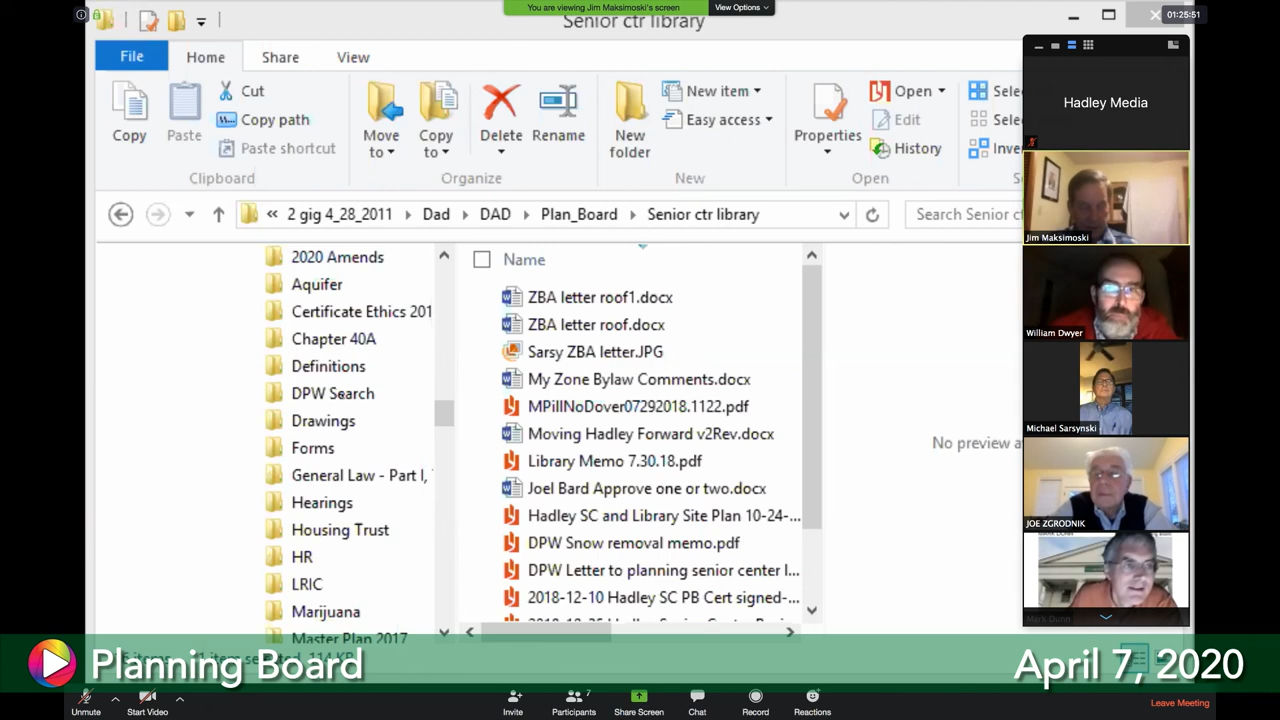 You are viewing Jim Maksimoski's screen
View Options
01:25:51
Senior ctr library
File Home Share View
Copy
Paste
Cut
Copy path
Paste shortcut
Clipboard
Move to
Copy to
Delete
Rename
Organize
New folder
New item
Easy access
New
Properties
Open
Edit
History
Open
« 2 gig 4_28_2011 Dad DAD Plan_Board Senior ctr library
Search Senior ct
2020 Amends
Aquifer
Certificate Ethics 201
Chapter 40A
Definitions
DPW Search
Drawings
Forms
General Law - Part I,
Hearings
Housing Trust
HR
LRIC
Marijuana
Master Plan 2017
Name
ZBA letter roof1.docx
ZBA letter roof.docx
Sarsy ZBA letter.JPG
My Zone Bylaw Comments.docx
MPillNoDover07292018.1122.pdf
Moving Hadley Forward v2Rev.docx
Library Memo 7.30.18.pdf
Joel Bard Approve one or two.docx
Hadley SC and Library Site Plan 10-24-...
DPW Snow removal memo.pdf
DPW Letter to planning senior center l...
2018-12-10 Hadley SC PB Cert signed-...
No preview a
Hadley Media
Jim Maksimoski
William Dwyer
Michael Sarsynski
JOE ZGRODNIK
Mark Dunn
Planning Board
April 7, 2020
Unmute
Start Video
Invite
Participants 7
Share Screen
Chat
Record
Reactions
Leave Meeting